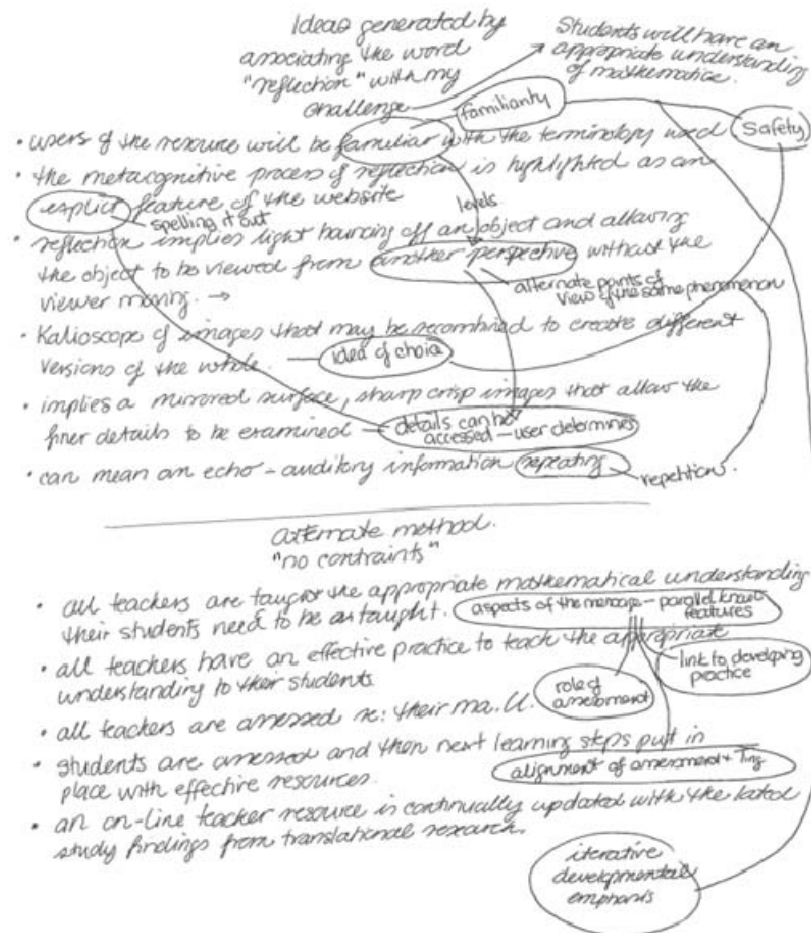 Ideas generated by
associating the word
"reflection" with my
challenge
Students will have an
appropriate understanding
of mathematics.
familiarity
Safety
• users of the resource will be familiar with the terminology used
• the metacognitive process of reflection is highlighted as an
explicit feature of the website
spelling it out
levels.
• reflection implies light bouncing off an object and allowing
the object to be viewed from another perspective without the
viewer moving. →
alternate points of
view of the same phenomenon
• Kalioscope of images that may be recombined to create different
versions of the whole.
idea of choice
• implies a mirrored surface, sharp crisp images that allow the
finer details to be examined
details can be
accessed - user determines
• can mean an echo - auditory information repeating
repetition.
alternate method.
"no contraints"
• all teachers are taught the appropriate mathematical understanding
their students need to be taught.
aspects of the message - parallel
features
• all teachers have an effective practice to teach the appropriate
understanding to their students
link to developing
practice
role of
assessment
• all teachers are assessed re: their ma. U.
• students are assessed and then next learning steps put in
place with effective resources.
alignment of assessment + Tng
• an on-line teacher resource is continually updated with the latest
study findings from translational research.
iterative
developmental
emphasis